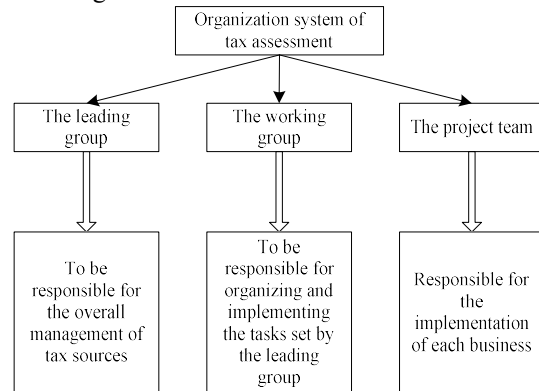 Organization system of
tax assessment
The leading
group
The working
group
The project team
To be
responsible for
the overall
management of
tax sources
To be
responsible for
organizing and
implementing
the tasks set by
the leading
group
Responsible for
the
implementation
of each business